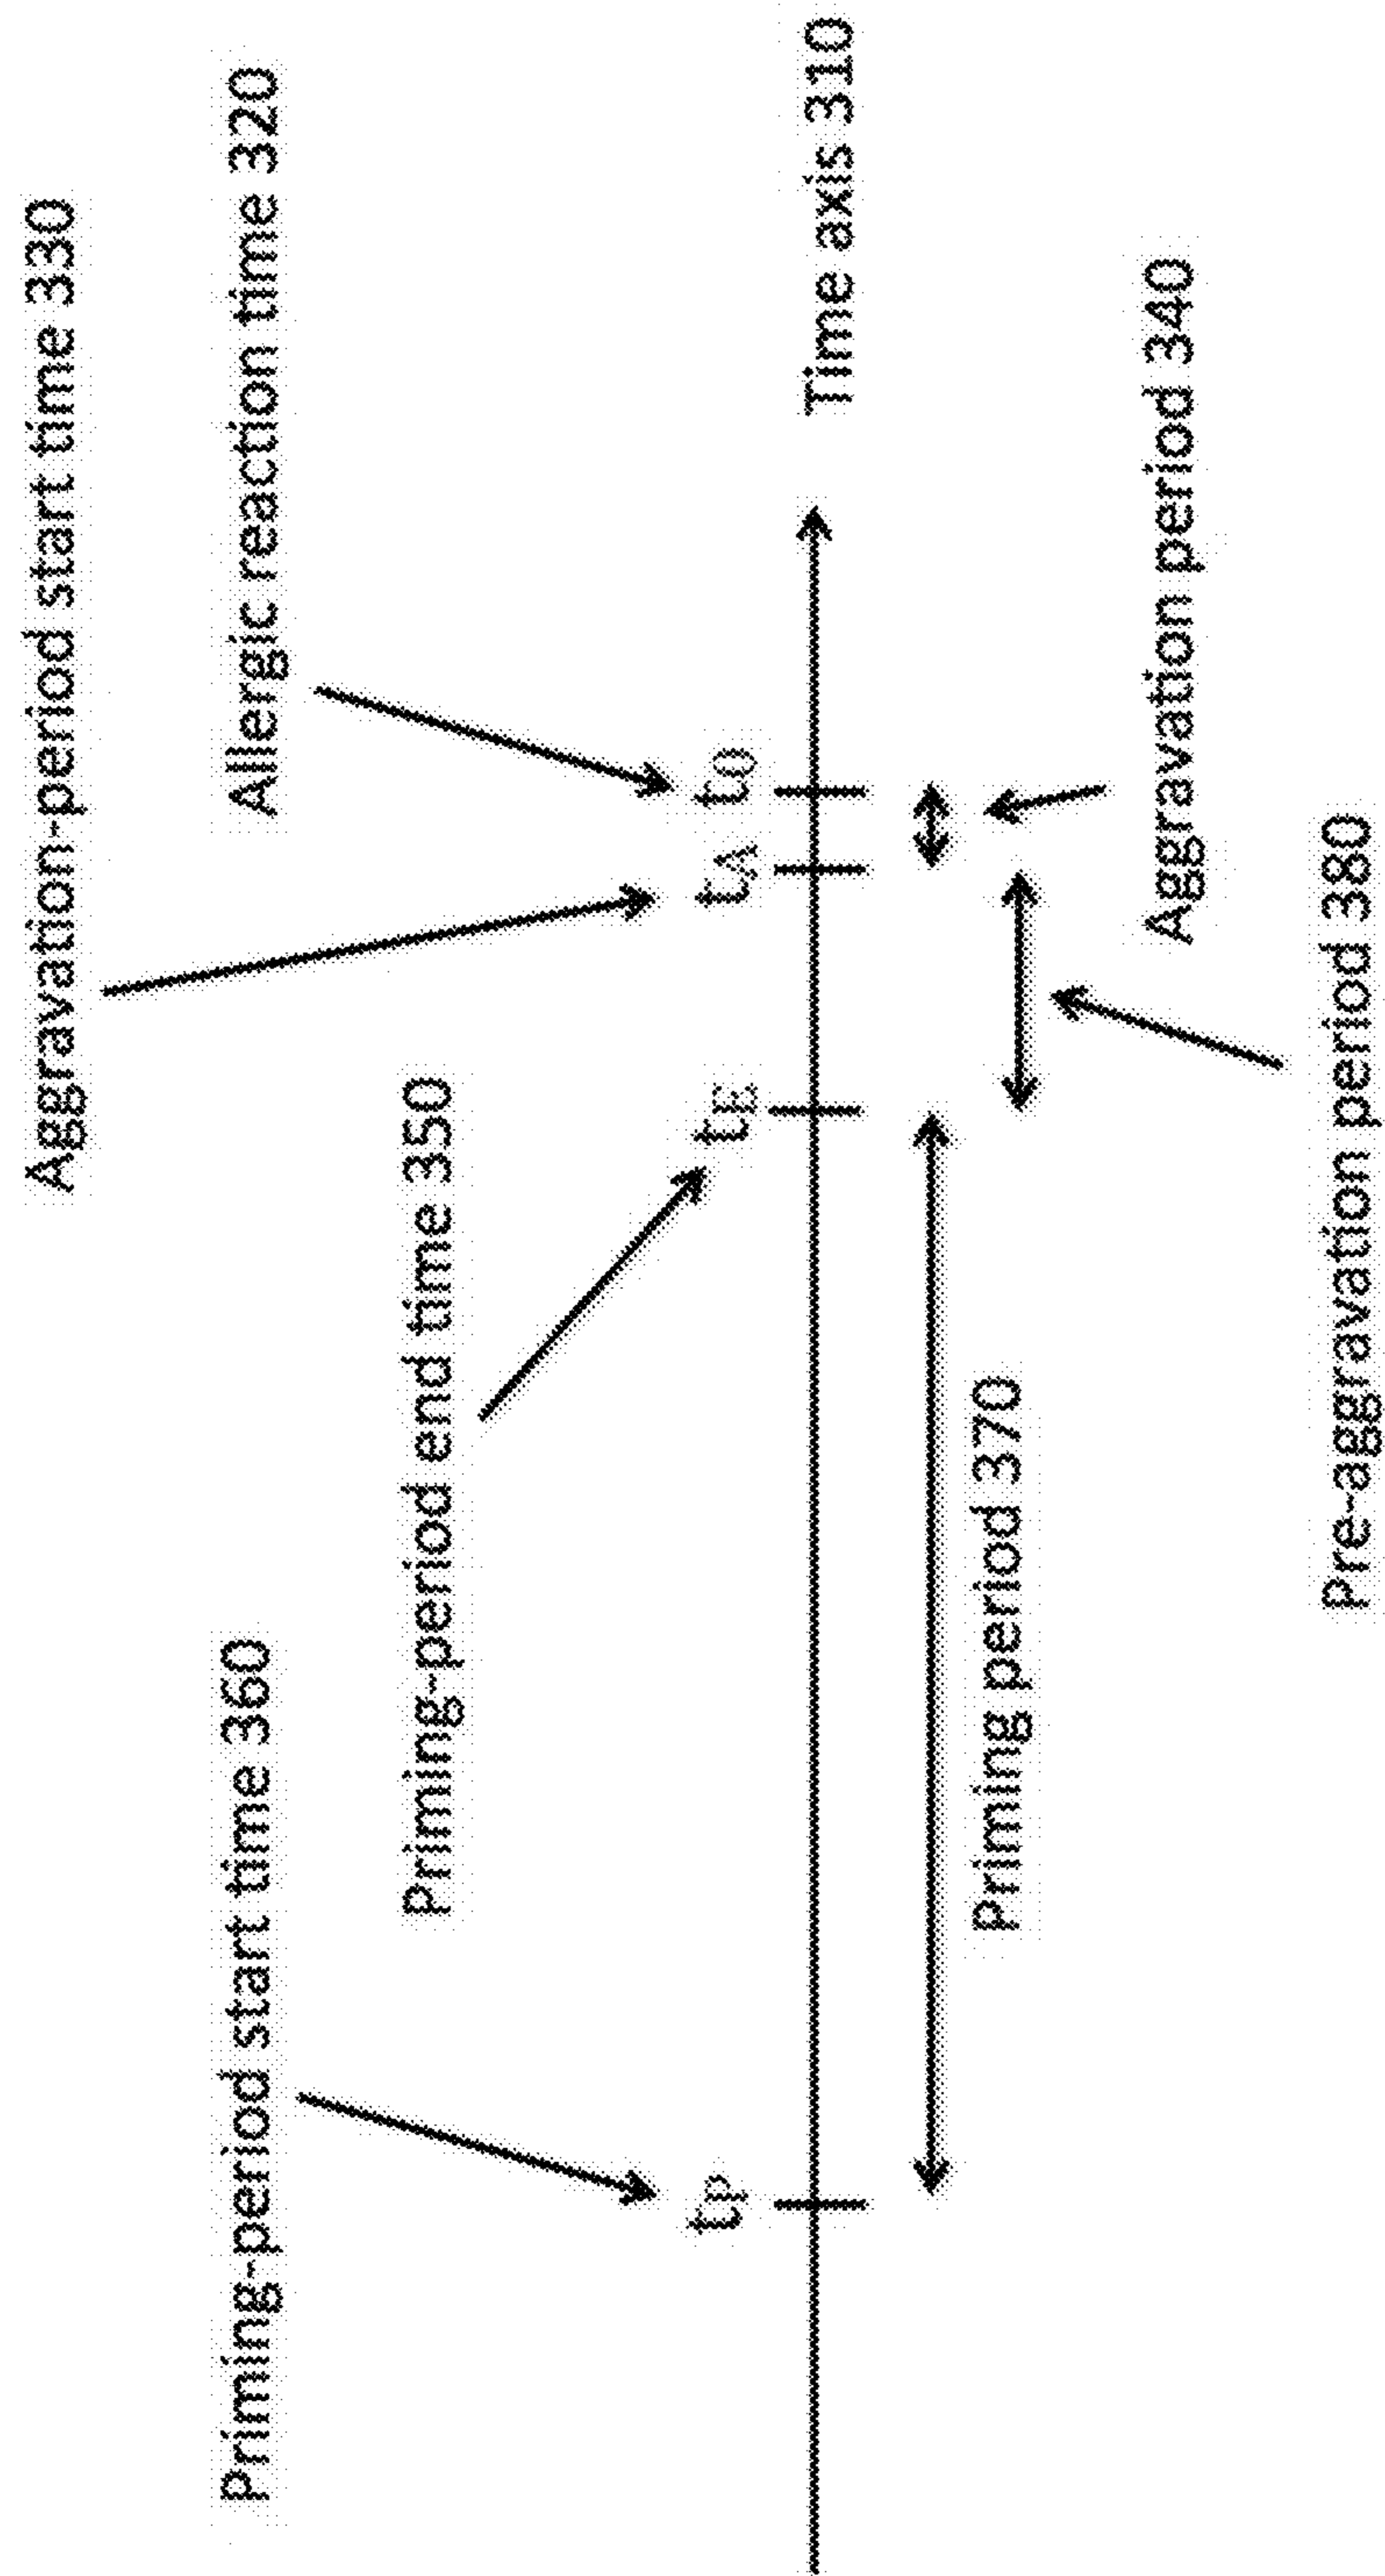 Aggravation-period start time 330
Priming-period start time 360
Allergic reaction time 320
Priming-period end time 350
tP
tE
tA
t0
Time axis 310
Priming period 370
Aggravation period 340
Pre-aggravation period 380